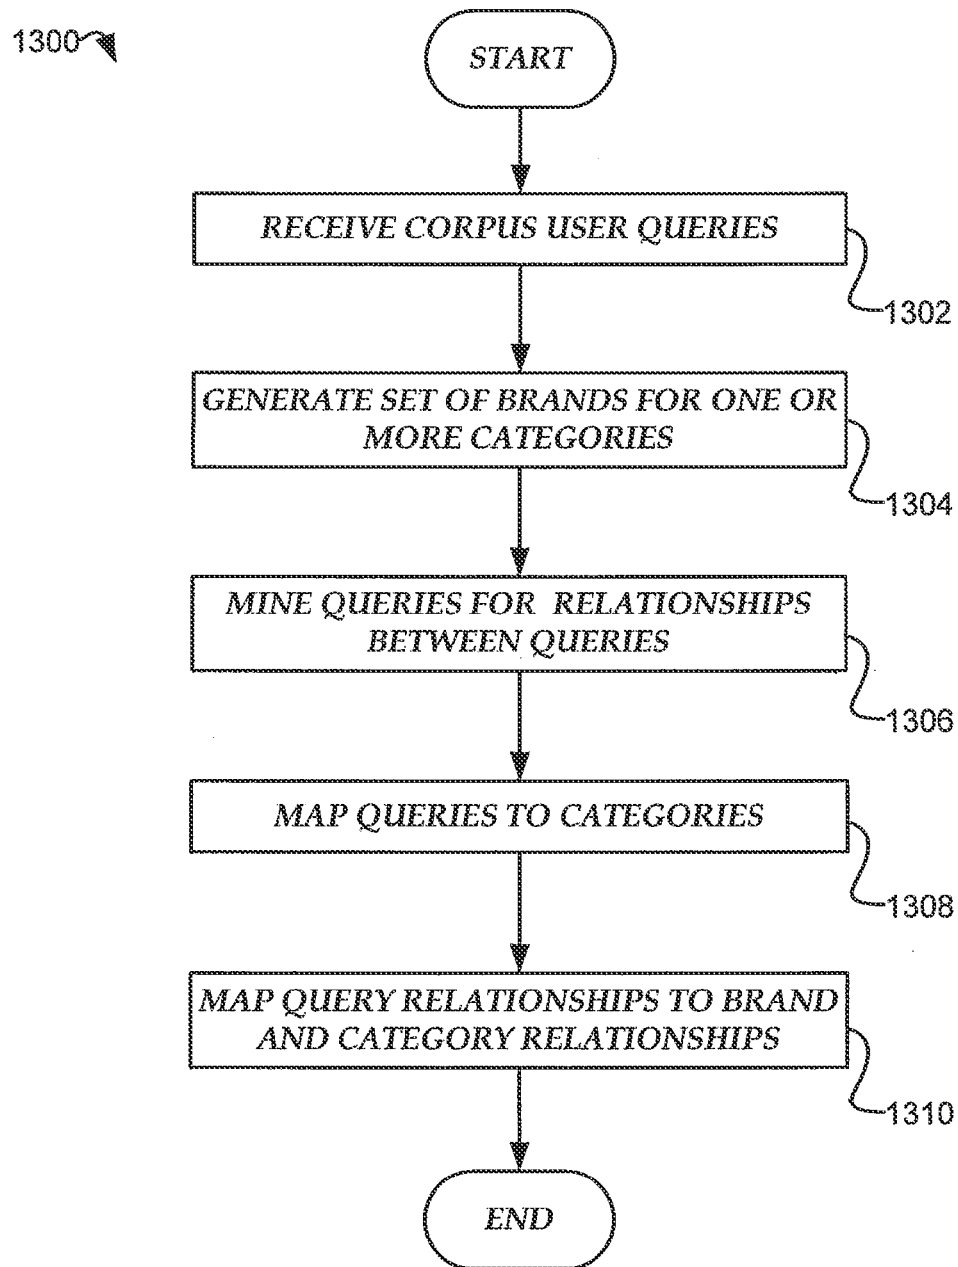 1300
START
RECEIVE CORPUS USER QUERIES
1302
GENERATE SET OF BRANDS FOR ONE OR
MORE CATEGORIES
1304
MINE QUERIES FOR RELATIONSHIPS
BETWEEN QUERIES
1306
MAP QUERIES TO CATEGORIES
1308
MAP QUERY RELATIONSHIPS TO BRAND
AND CATEGORY RELATIONSHIPS
1310
END